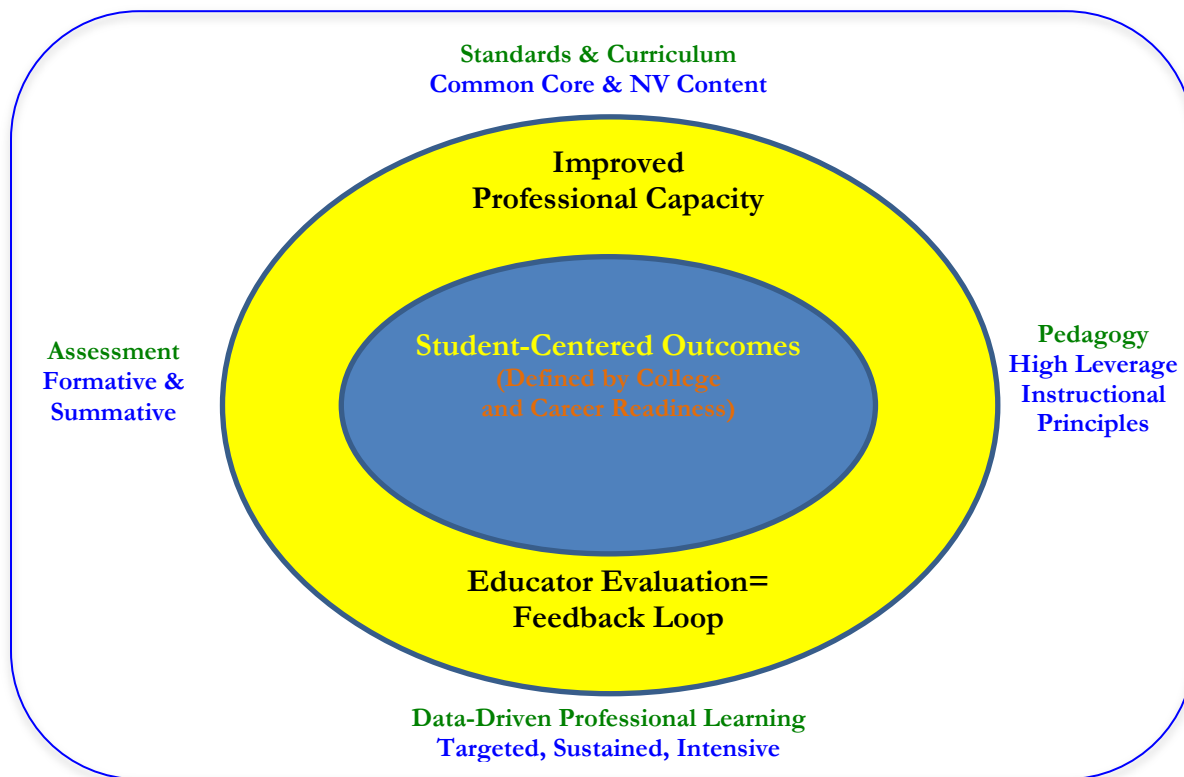 Standards & Curriculum
Common Core & NV Content
Improved
Professional Capacity
Assessment
Formative &
Summative
Student-Centered Outcomes
(Defined by College
and Career Readiness)
Pedagogy
High Leverage
Instructional
Principles
Educator Evaluation=
Feedback Loop
Data-Driven Professional Learning
Targeted, Sustained, Intensive